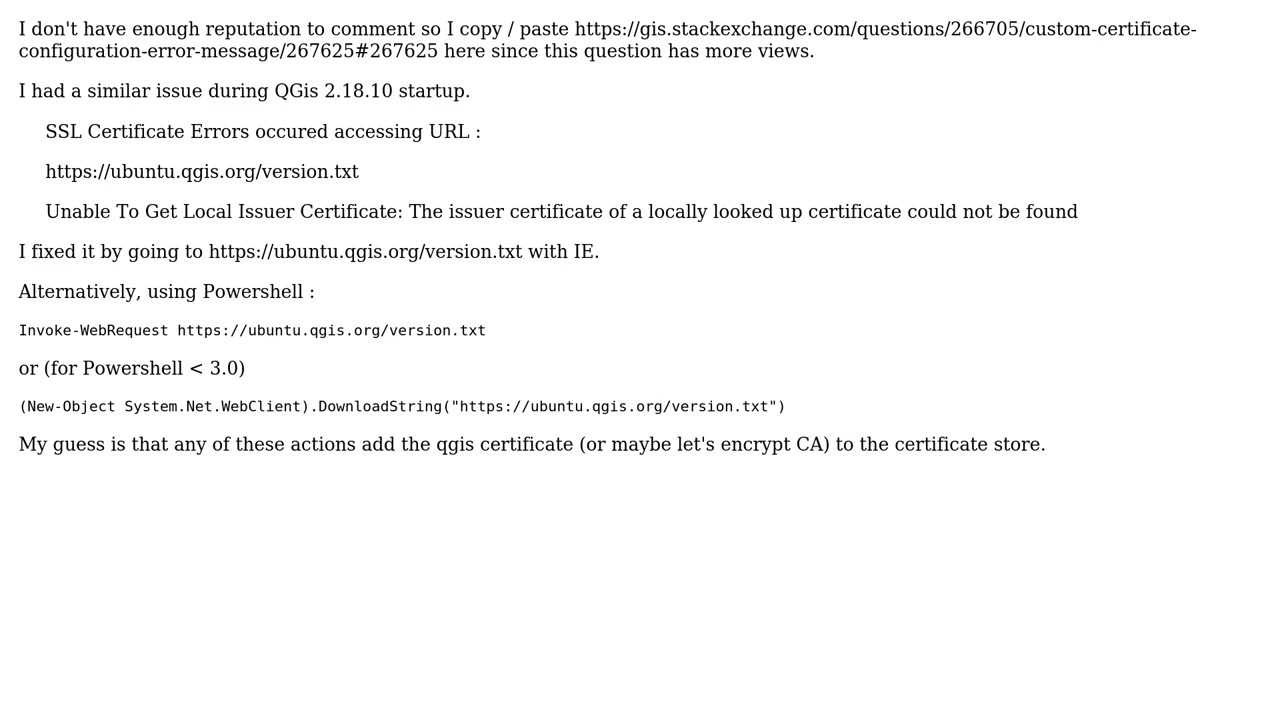 I don't have enough reputation to comment so I copy / paste https://gis.stackexchange.com/questions/266705/custom-certificate-
configuration-error-message/267625#267625 here since this question has more views.
I had a similar issue during QGis 2.18.10 startup.
SSL Certificate Errors occured accessing URL :
https://ubuntu.qgis.org/version.txt
Unable To Get Local Issuer Certificate: The issuer certificate of a locally looked up certificate could not be found
I fixed it by going to https://ubuntu.qgis.org/version.txt with IE.
Alternatively, using Powershell :
Invoke-WebRequest https://ubuntu.qgis.org/version.txt
or (for Powershell < 3.0)
(New-Object System.Net.WebClient).DownloadString("https://ubuntu.qgis.org/version.txt")
My guess is that any of these actions add the qgis certificate (or maybe let's encrypt CA) to the certificate store.